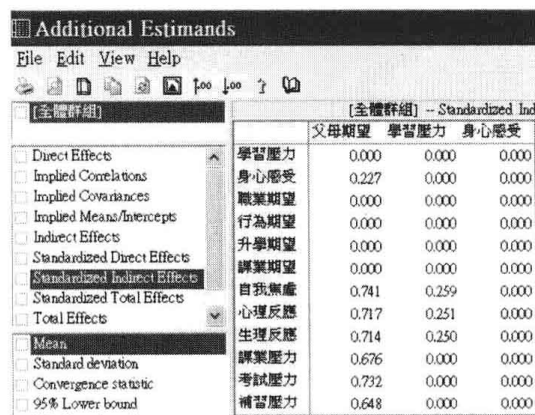 Additional Estimands
File Edit View Help
[全體群組]
Direct Effects
Implied Correlations
Implied Covariances
Implied Means/Intercepts
Indirect Effects
Standardized Direct Effects
Standardized Indirect Effects
Standardized Total Effects
Total Effects
Mean
Standard deviation
Convergence statistic
95% Lower bound
[全體群組] -- Standardized Ind
父母期望 學習壓力 身心感受
學習壓力 0.000 0.000 0.000
身心感受 0.227 0.000 0.000
職業期望 0.000 0.000 0.000
行為期望 0.000 0.000 0.000
升學期望 0.000 0.000 0.000
課業期望 0.000 0.000 0.000
自我焦慮 0.741 0.259 0.000
心理反應 0.717 0.251 0.000
生理反應 0.714 0.250 0.000
課業壓力 0.676 0.000 0.000
考試壓力 0.732 0.000 0.000
補習壓力 0.648 0.000 0.000